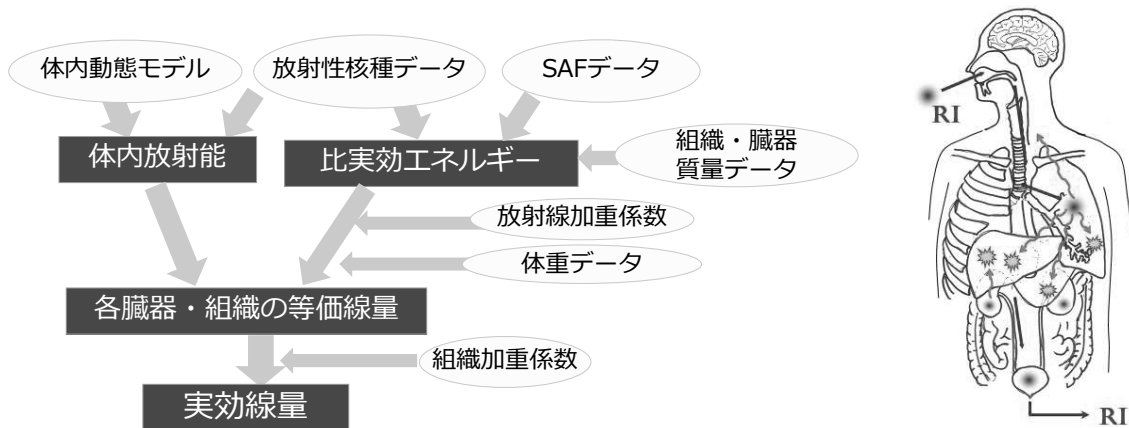 体内動態モデル
放射性核種データ
SAFデータ
体内放射能
比実効エネルギー
組織・臓器
質量データ
放射線加重係数
体重データ
各臓器・組織の等価線量
組織加重係数
実効線量
RI
RI